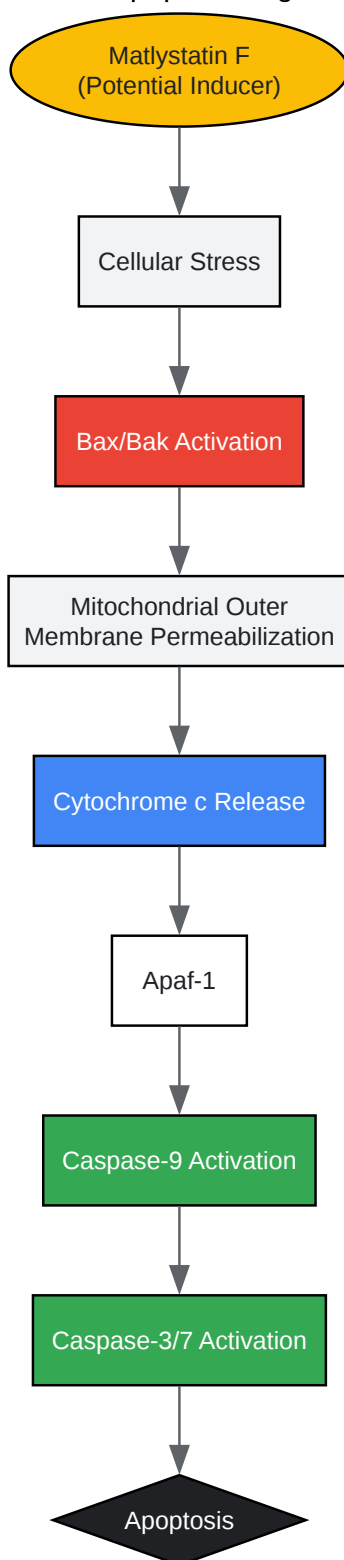 Matlystatin F
(Potential Inducer)
Cellular Stress
Bax/Bak Activation
Mitochondrial Outer
Membrane Permeabilization
Cytochrome c Release
Apaf-1
Caspase-9 Activation
Caspase-3/7 Activation
Apoptosis